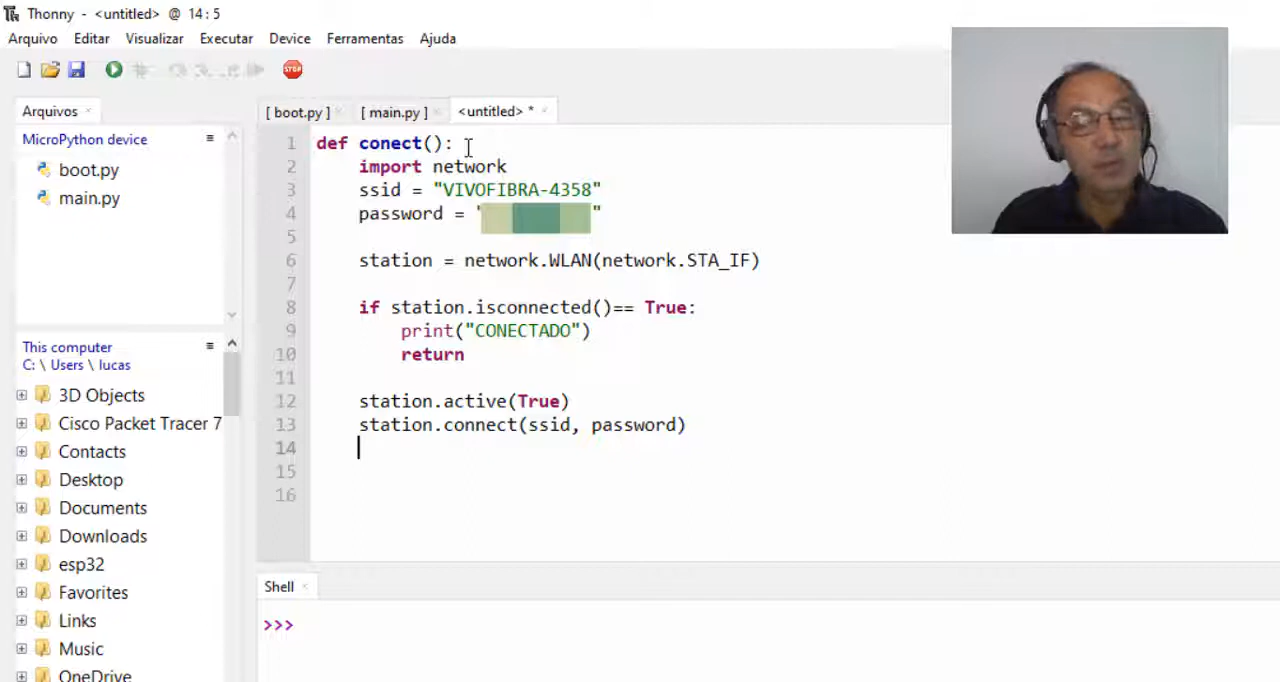 Thonny - <untitled> @ 14:5
Arquivo Editar Visualizar Executar Device Ferramentas Ajuda
STOP
Arquivos
MicroPython device
boot.py
main.py
This computer
C: \ Users \ lucas
3D Objects
Cisco Packet Tracer 7
Contacts
Desktop
Documents
Downloads
esp32
Favorites
Links
Music
OneDrive
[ boot.py ] [ main.py ] <untitled> *
1 def conect():
2 import network
3 ssid = "VIVOFIBRA-4358"
4 password = " "
5
6 station = network.WLAN(network.STA_IF)
7
8 if station.isconnected()== True:
9 print("CONECTADO")
10 return
11
12 station.active(True)
13 station.connect(ssid, password)
14
15
16
Shell
>>>